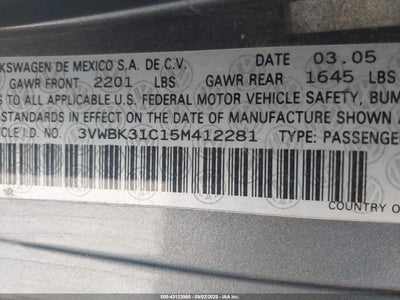 KSWAGEN DE MEXICO S.A. DE C.V. DATE 03.05
GAWR FRONT 2201 LBS GAWR REAR 1645 LBS
S TO ALL APPLICABLE U.S. FEDERAL MOTOR VEHICLE SAFETY, BUM
STANDARDS IN EFFECT ON THE DATE OF MANUFACTURE SHOWN A
CLE I.D. NO. 3VWBK31C15M412281 TYPE: PASSENGE
COUNTRY O
000-43123980 - 09/02/2025 - IAA Inc.